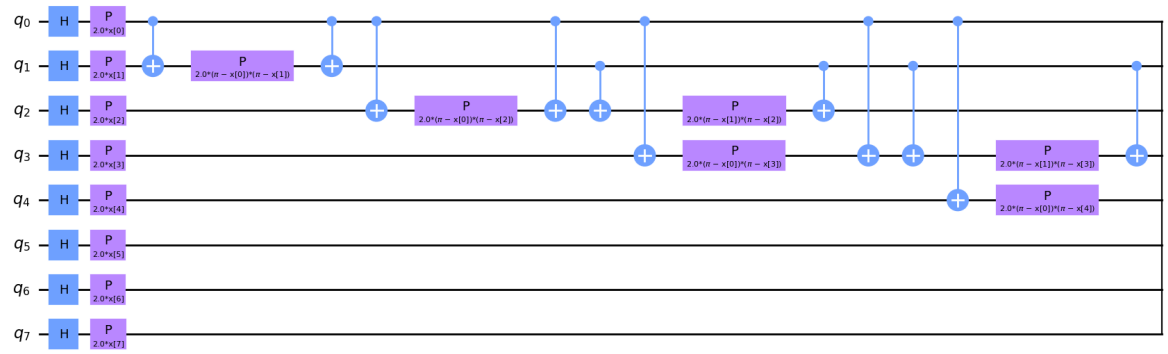 q0 H P 2.0*x[0]
q1 H P 2.0*x[1] P 2.0*(π − x[0])*(π − x[1])
q2 H P 2.0*x[2] P 2.0*(π − x[0])*(π − x[2]) P 2.0*(π − x[1])*(π − x[2])
q3 H P 2.0*x[3] P 2.0*(π − x[0])*(π − x[3]) P 2.0*(π − x[1])*(π − x[3])
q4 H P 2.0*x[4] P 2.0*(π − x[0])*(π − x[4])
q5 H P 2.0*x[5]
q6 H P 2.0*x[6]
q7 H P 2.0*x[7]